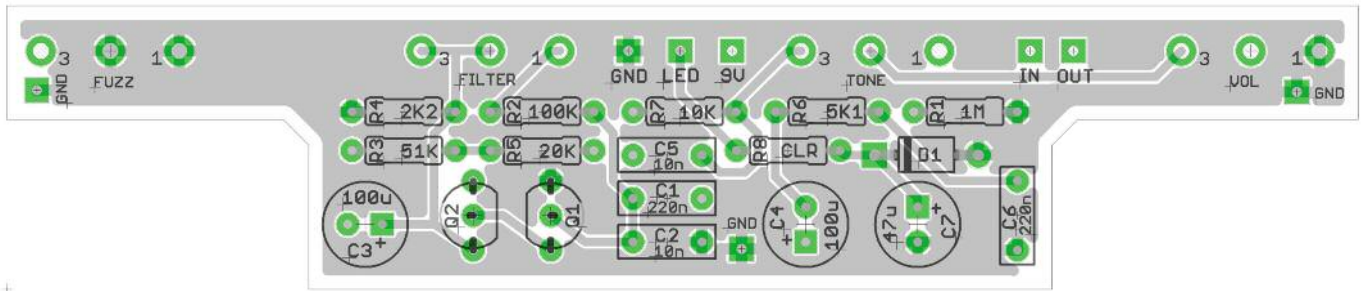 3 1 3 1 3 1 3 1
GND FUZZ FILTER GND LED 9V TONE IN OUT VOL GND
R4 2K2 R2 100K R7 10K R6 5K1 R1 1M
R3 51K R5 20K C5 10n R8 CLR D1
100u C3 + Q2 Q1 C1 220n C4 100u + 47u + C7 C6 220n
C2 10n GND